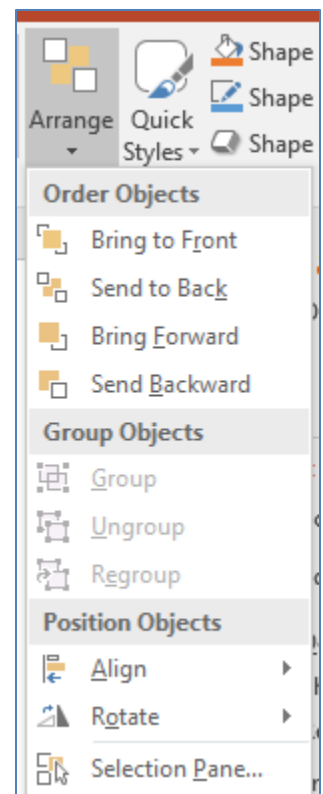 Shape
Arrange Quick Shape
Styles Shape
Order Objects
Bring to Front
Send to Back
Bring Forward
Send Backward
Group Objects
Group
Ungroup
Regroup
Position Objects
Align
Rotate
Selection Pane...